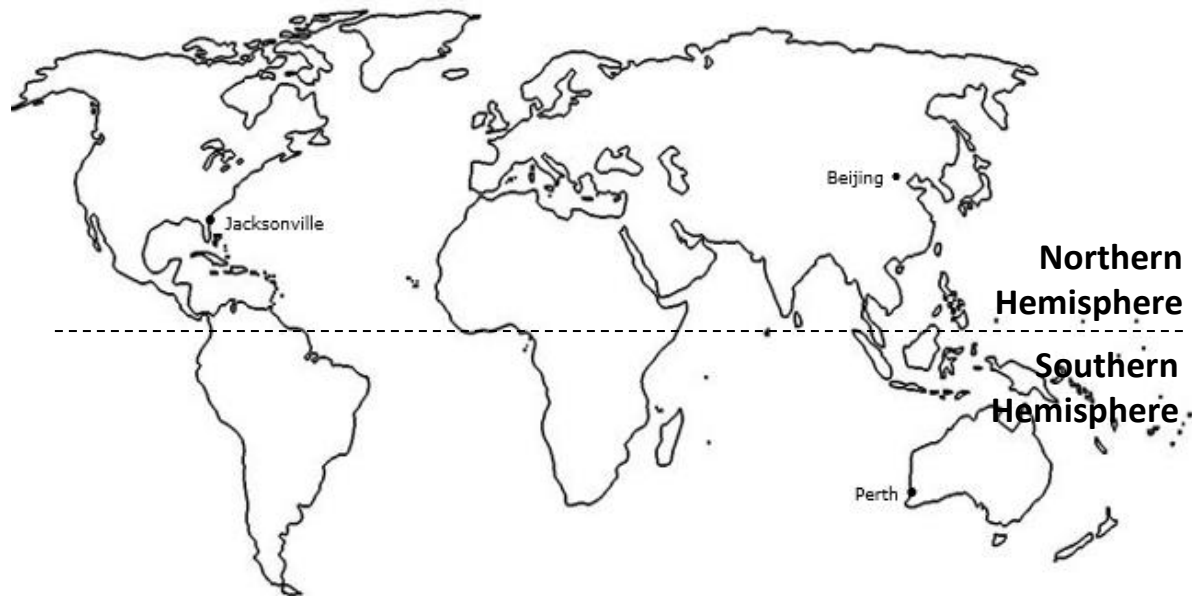 Beijing
Jacksonville
Northern
Hemisphere
Southern
Hemisphere
Perth